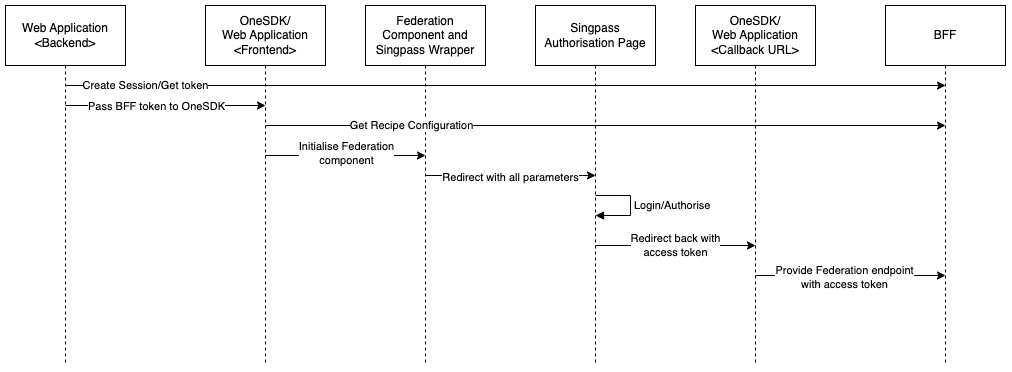 Web Application
<Backend>
OneSDK/
Web Application
<Frontend>
Federation
Component and
Singpass Wrapper
Singpass
Authorisation Page
OneSDK/
Web Application
<Callback URL>
BFF
Create Session/Get token
Pass BFF token to OneSDK
Get Recipe Configuration
Initialise Federation
component
Redirect with all parameters
Login/Authorise
Redirect back with
access token
Provide Federation endpoint
with access token